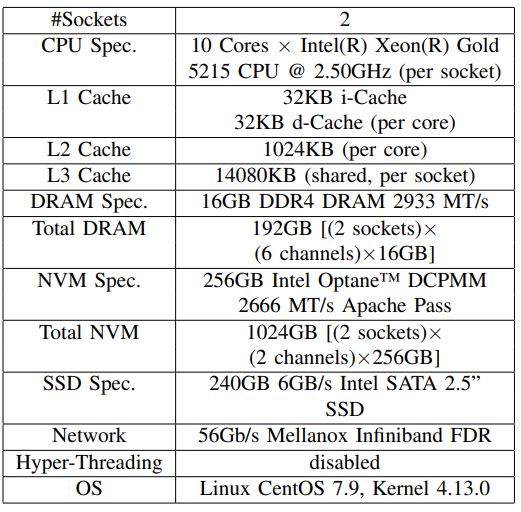 #Sockets 2
CPU Spec. 10 Cores × Intel(R) Xeon(R) Gold
5215 CPU @ 2.50GHz (per socket)
L1 Cache 32KB i-Cache
32KB d-Cache (per core)
L2 Cache 1024KB (per core)
L3 Cache 14080KB (shared, per socket)
DRAM Spec. 16GB DDR4 DRAM 2933 MT/s
Total DRAM 192GB [(2 sockets)×
(6 channels)×16GB]
NVM Spec. 256GB Intel Optane™ DCPMM
2666 MT/s Apache Pass
Total NVM 1024GB [(2 sockets)×
(2 channels)×256GB]
SSD Spec. 240GB 6GB/s Intel SATA 2.5”
SSD
Network 56Gb/s Mellanox Infiniband FDR
Hyper-Threading disabled
OS Linux CentOS 7.9, Kernel 4.13.0